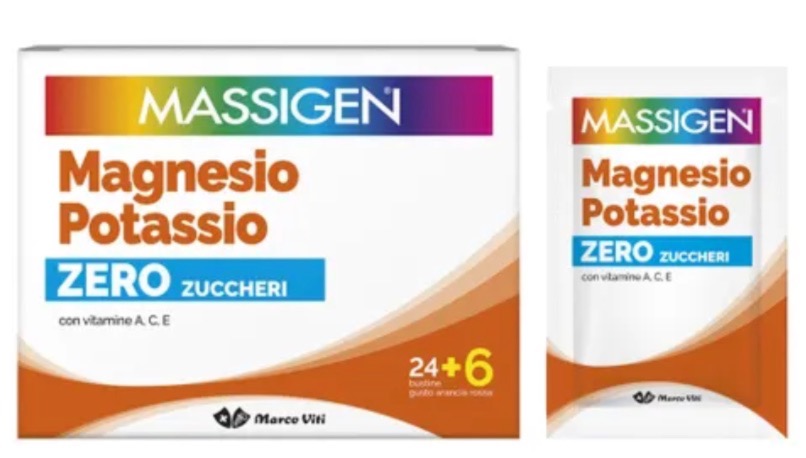 MASSIGEN®
Magnesio
Potassio
ZERO ZUCCHERI
con vitamine A, C, E
24+6
bustine
gusto arancia rossa
Marco Viti
MASSIGEN
Magnesio
Potassio
ZERO ZUCCHERI
con vitamine A, C, E
Marco Viti